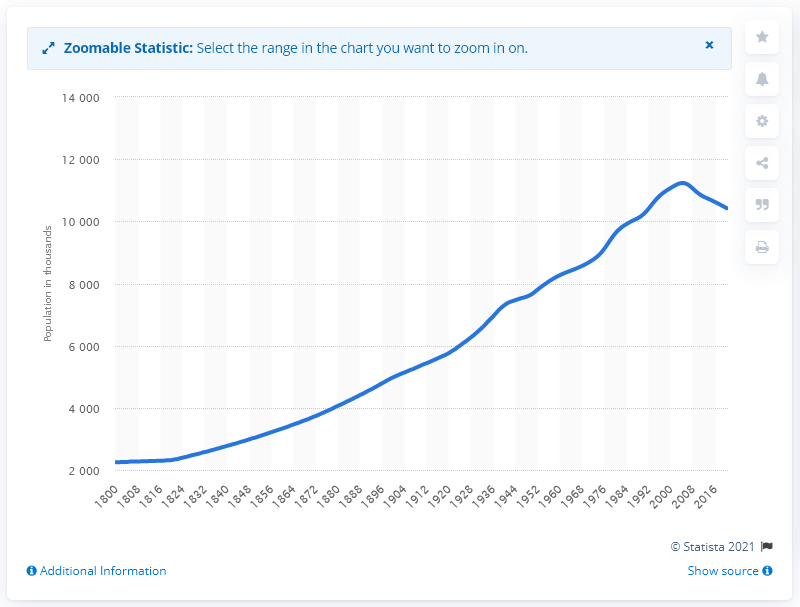 Zoomable Statistic: Select the range in the chart you want to zoom in on.
14 000
12 000
10 000
8 000
6 000
4 000
2 000
Population in thousands
1800 1808 1816 1824 1832 1840 1848 1856 1864 1872 1880 1888 1896 1904 1912 1920 1928 1936 1944 1952 1960 1968 1976 1984 1992 2000 2008 2016
© Statista 2021
Additional Information
Show source